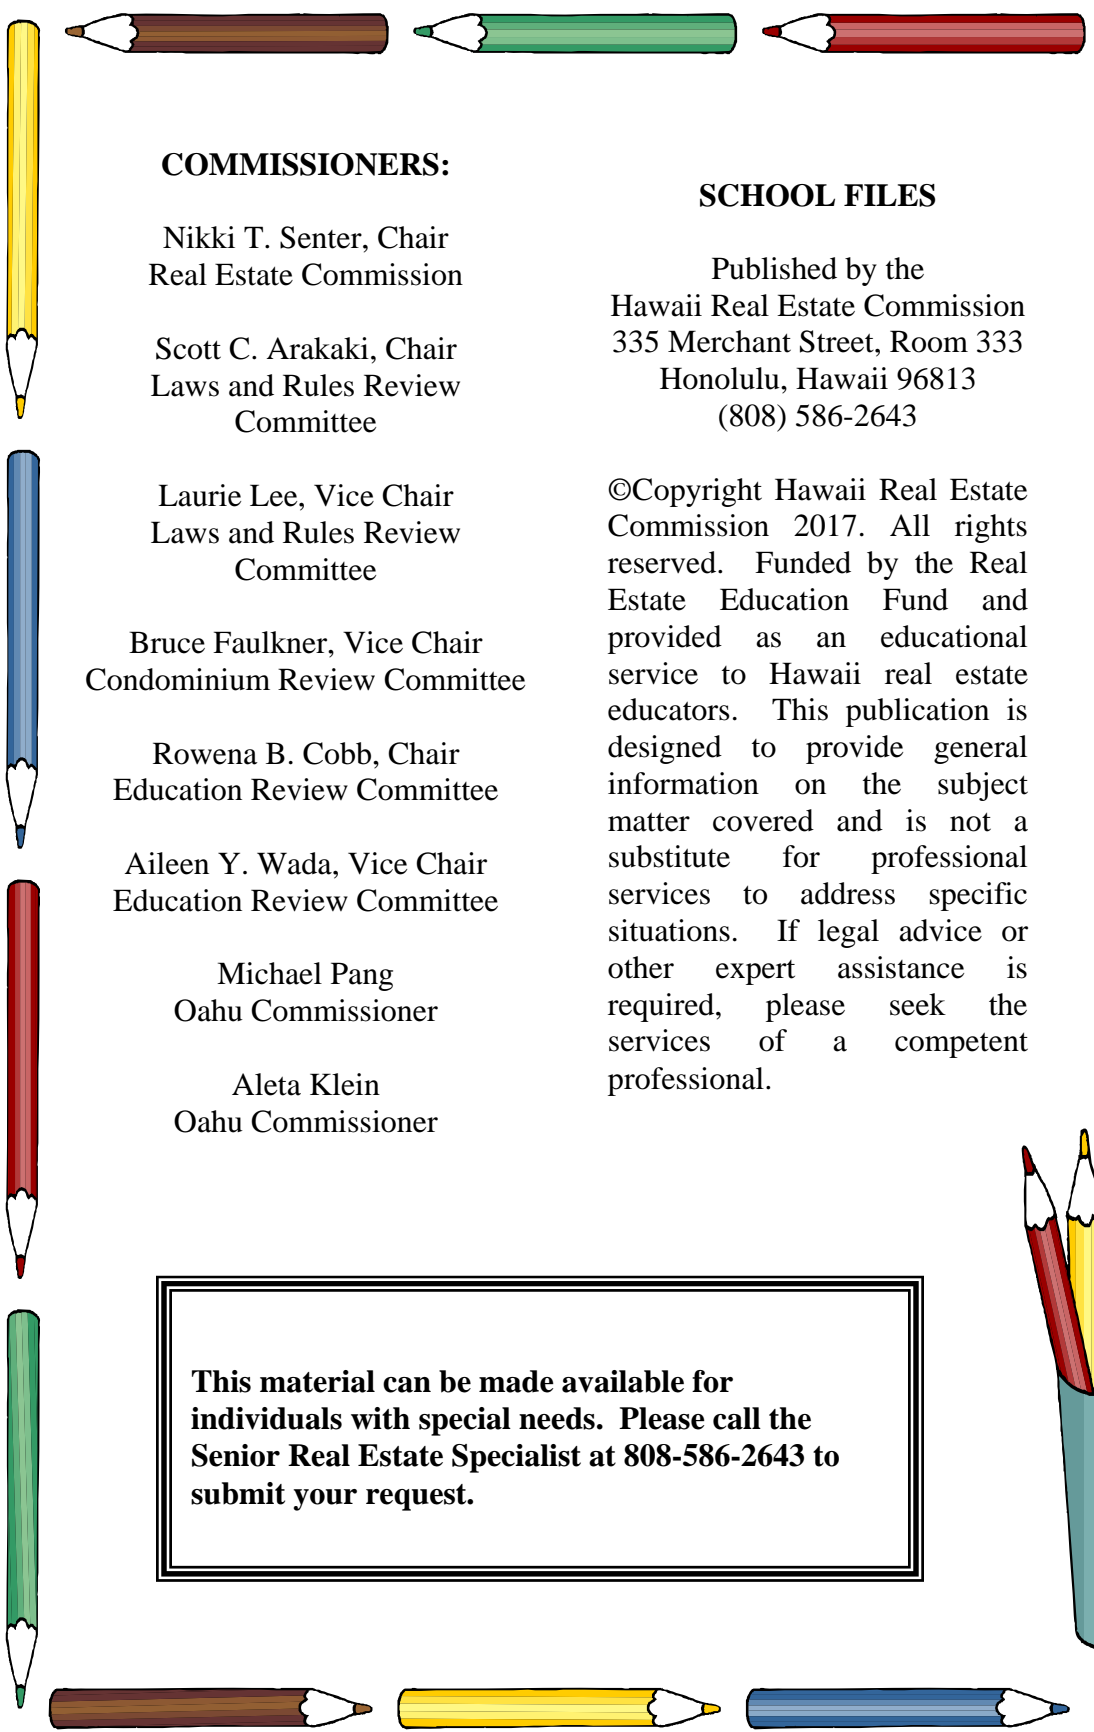 COMMISSIONERS:
Nikki T. Senter, Chair
Real Estate Commission
Scott C. Arakaki, Chair
Laws and Rules Review
Committee
Laurie Lee, Vice Chair
Laws and Rules Review
Committee
Bruce Faulkner, Vice Chair
Condominium Review Committee
Rowena B. Cobb, Chair
Education Review Committee
Aileen Y. Wada, Vice Chair
Education Review Committee
Michael Pang
Oahu Commissioner
Aleta Klein
Oahu Commissioner
SCHOOL FILES
Published by the
Hawaii Real Estate Commission
335 Merchant Street, Room 333
Honolulu, Hawaii 96813
(808) 586-2643
©Copyright Hawaii Real Estate
Commission 2017. All rights
reserved. Funded by the Real
Estate Education Fund and
provided as an educational
service to Hawaii real estate
educators. This publication is
designed to provide general
information on the subject
matter covered and is not a
substitute for professional
services to address specific
situations. If legal advice or
other expert assistance is
required, please seek the
services of a competent
professional.
This material can be made available for
individuals with special needs. Please call the
Senior Real Estate Specialist at 808-586-2643 to
submit your request.